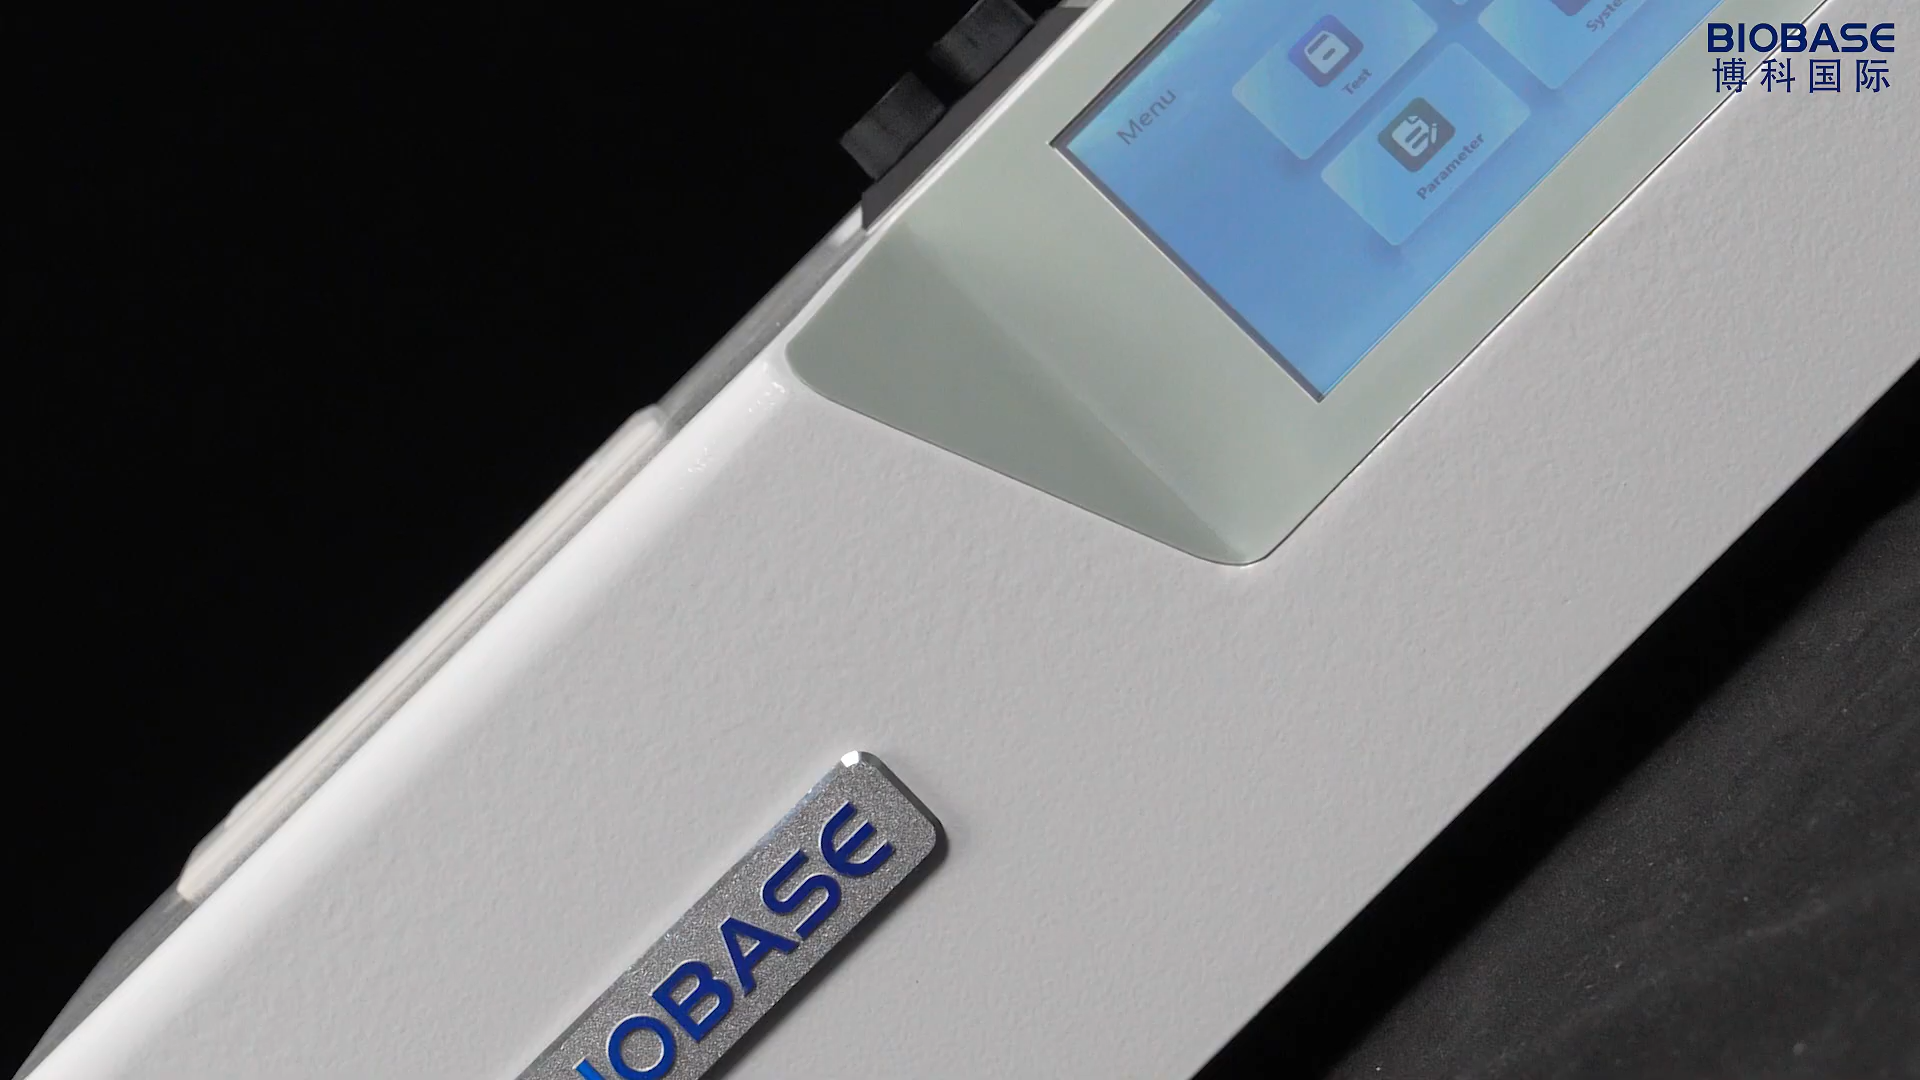 BIOBASE
博科国际
Menu
Test
Parameter
IOBASE